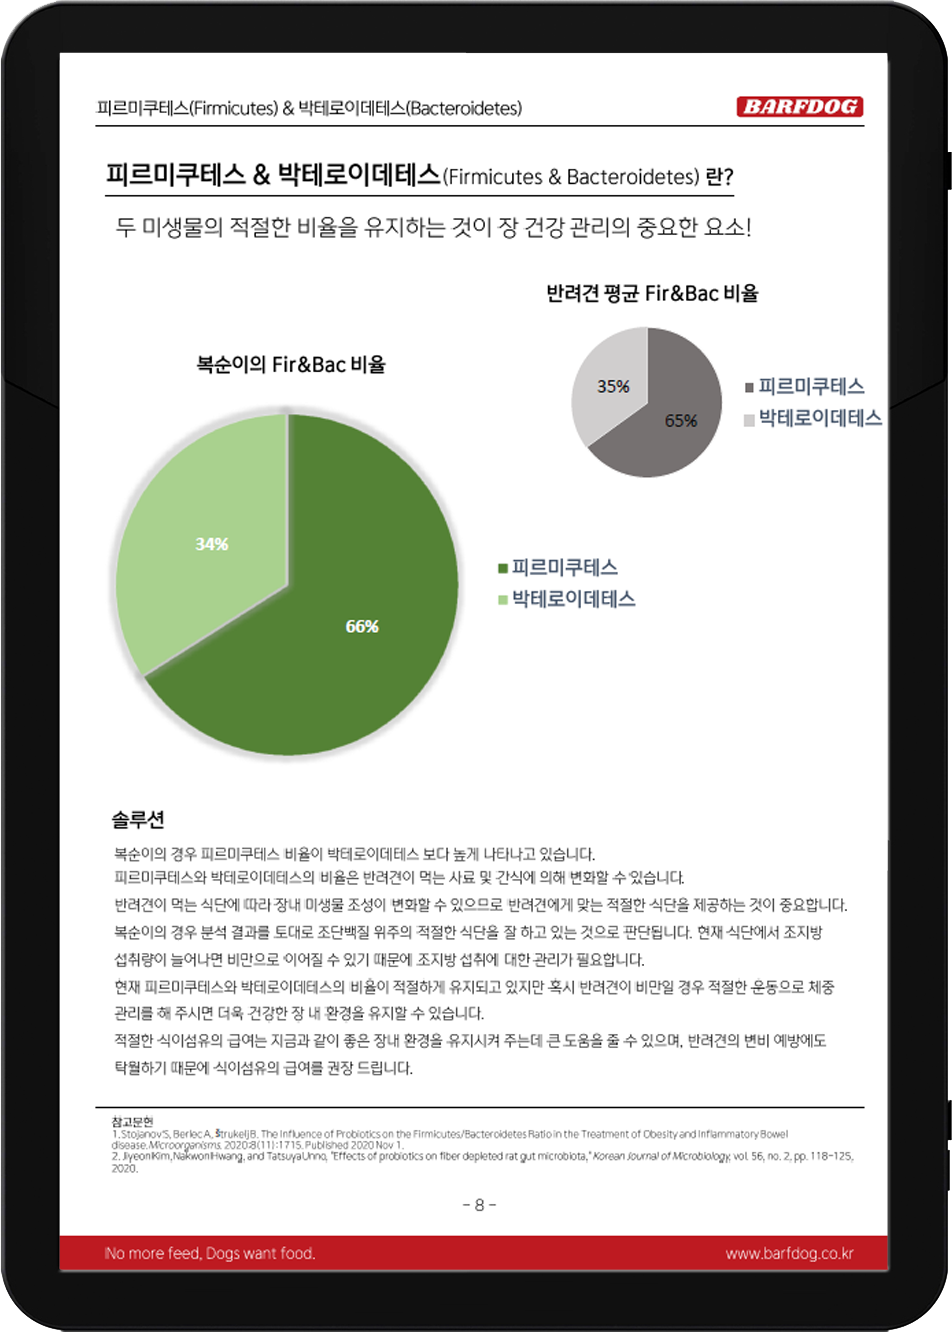 피르미쿠테스(Firmicutes) & 박테로이데테스(Bacteroidetes)
BARFDOG
피르미쿠테스 & 박테로이데테스(Firmicutes & Bacteroidetes) 란?
두 미생물의 적절한 비율을 유지하는 것이 장 건강 관리의 중요한 요소!
반려견 평균 Fir&Bac 비율
35%
65%
피르미쿠테스
박테로이데테스
복순이의 Fir&Bac 비율
34%
66%
피르미쿠테스
박테로이데테스
솔루션
복순이의 경우 피르미쿠테스 비율이 박테로이데테스 보다 높게 나타나고 있습니다.
피르미쿠테스와 박테로이데테스의 비율은 반려견이 먹는 사료 및 간식에 의해 변화할 수 있습니다.
반려견이 먹는 식단에 따라 장내 미생물 조성이 변화할 수 있으므로 반려견에게 맞는 적절한 식단을 제공하는 것이 중요합니다.
복순이의 경우 분석 결과를 토대로 조단백질 위주의 적절한 식단을 잘 하고 있는 것으로 판단됩니다. 현재 식단에서 조지방
섭취량이 늘어나면 비만으로 이어질 수 있기 때문에 조지방 섭취에 대한 관리가 필요합니다.
현재 피르미쿠테스와 박테로이데테스의 비율이 적절하게 유지되고 있지만 혹시 반려견이 비만일 경우 적절한 운동으로 체중
관리를 해 주시면 더욱 건강한 장 내 환경을 유지할 수 있습니다.
적절한 식이섬유의 급여는 지금과 같이 좋은 장내 환경을 유지시켜 주는데 큰 도움을 줄 수 있으며, 반려견의 변비 예방에도
탁월하기 때문에 식이섬유의 급여를 권장 드립니다.
참고문헌
1. Stojanov S, Berlec A, Štrukelj B. The Influence of Probiotics on the Firmicutes/Bacteroidetes Ratio in the Treatment of Obesity and Inflammatory Bowel
disease. Microorganisms. 2020;8(11):1715. Published 2020 Nov 1.
2. Jiyeon Kim, Nakwon Hwang, and Tatsuya Unno, "Effects of probiotics on fiber depleted rat gut microbiota," Korean Journal of Microbiology, vol. 56, no. 2, pp. 118-125,
2020.
- 8 -
No more feed, Dogs want food.
www.barfdog.co.kr